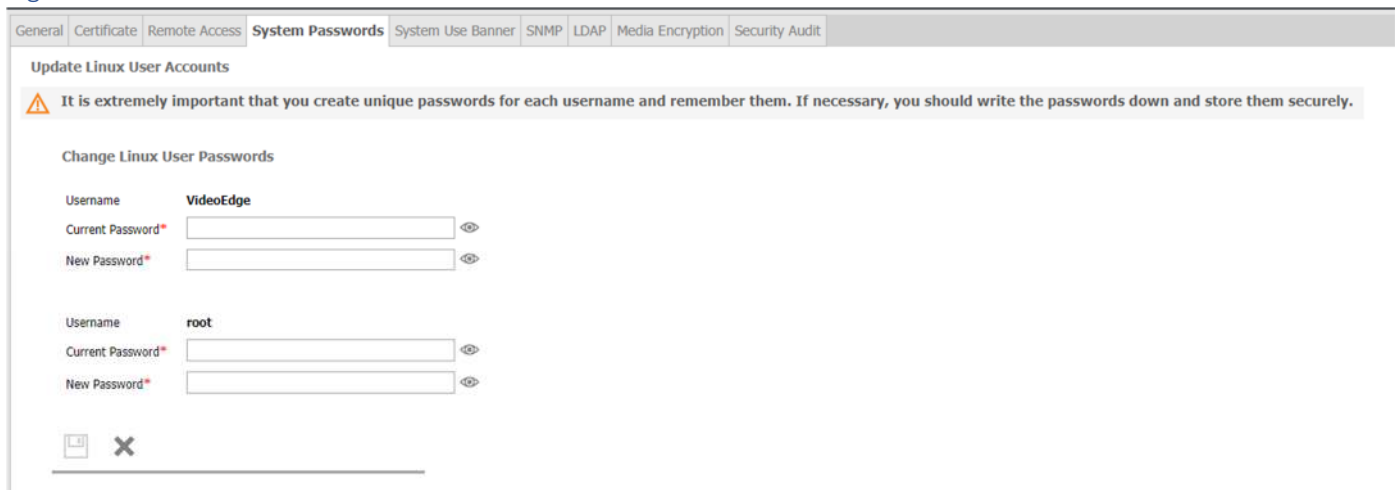 General Certificate Remote Access System Passwords System Use Banner SNMP LDAP Media Encryption Security Audit
Update Linux User Accounts
It is extremely important that you create unique passwords for each username and remember them. If necessary, you should write the passwords down and store them securely.
Change Linux User Passwords
Username VideoEdge
Current Password*
New Password*
Username root
Current Password*
New Password*